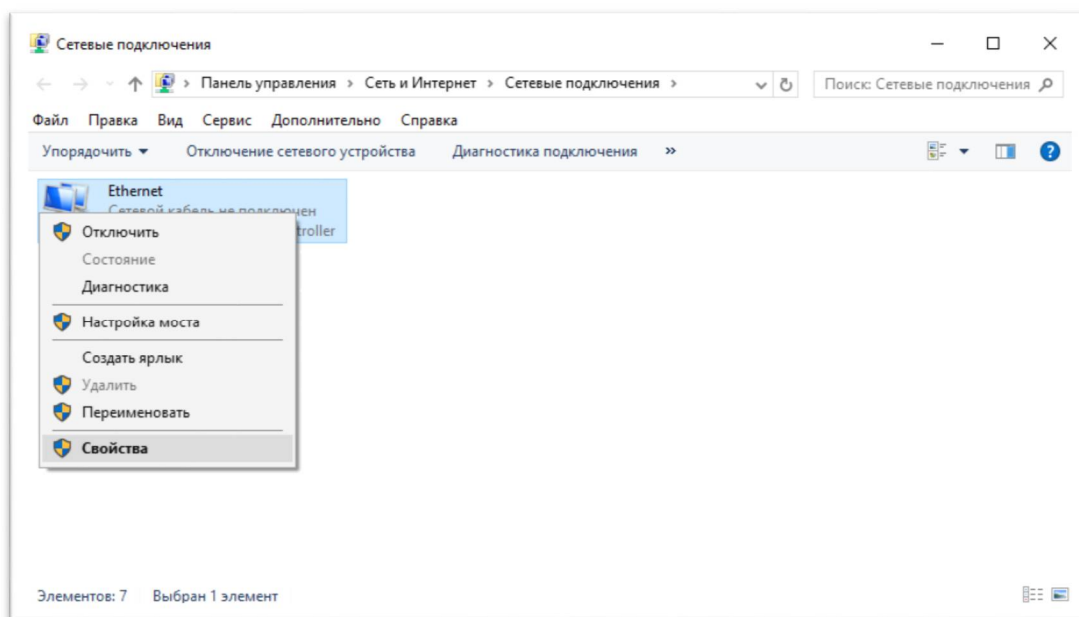 Сетевые подключения
Панель управления > Сеть и Интернет > Сетевые подключения >
Поиск: Сетевые подключения
Файл Правка Вид Сервис Дополнительно Справка
Упорядочить Отключение сетевого устройства Диагностика подключения »
Ethernet
Сетевой кабель не подключен
troller
Отключить
Состояние
Диагностика
Настройка моста
Создать ярлык
Удалить
Переименовать
Свойства
Элементов: 7 Выбран 1 элемент